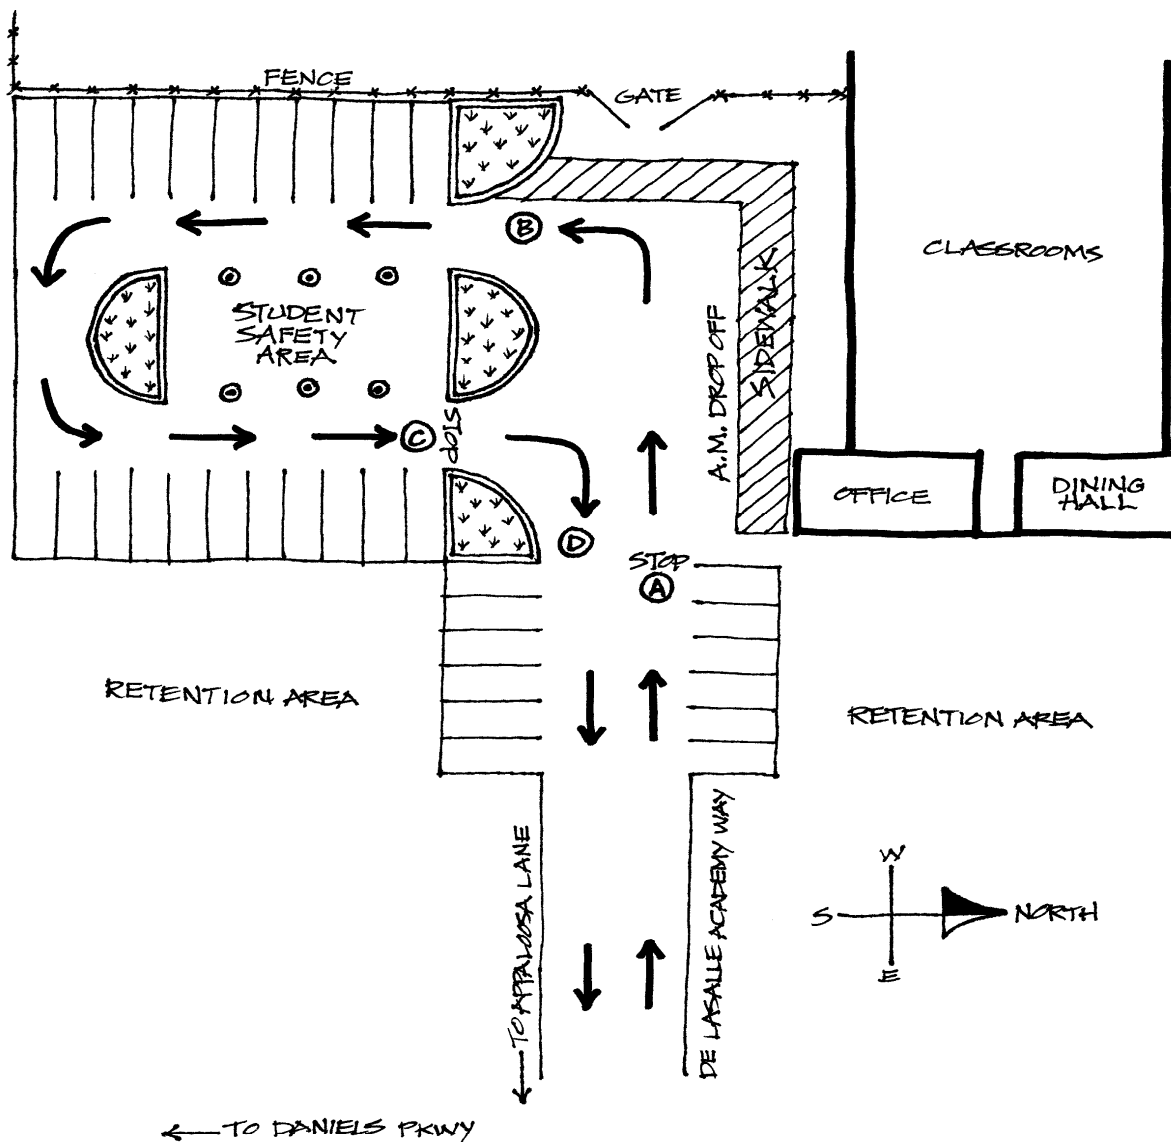 FENCE
GATE
B
CLASSROOMS
STUDENT
SAFETY
AREA
SIDEWALK
A.M. DROP OFF
C
STOP
OFFICE
DINING
HALL
D
STOP
A
RETENTION AREA
RETENTION AREA
TO APPALOOSA LANE
DE LASALLE ACADEMY WAY
W
S
NORTH
E
TO DANIELS PKWY